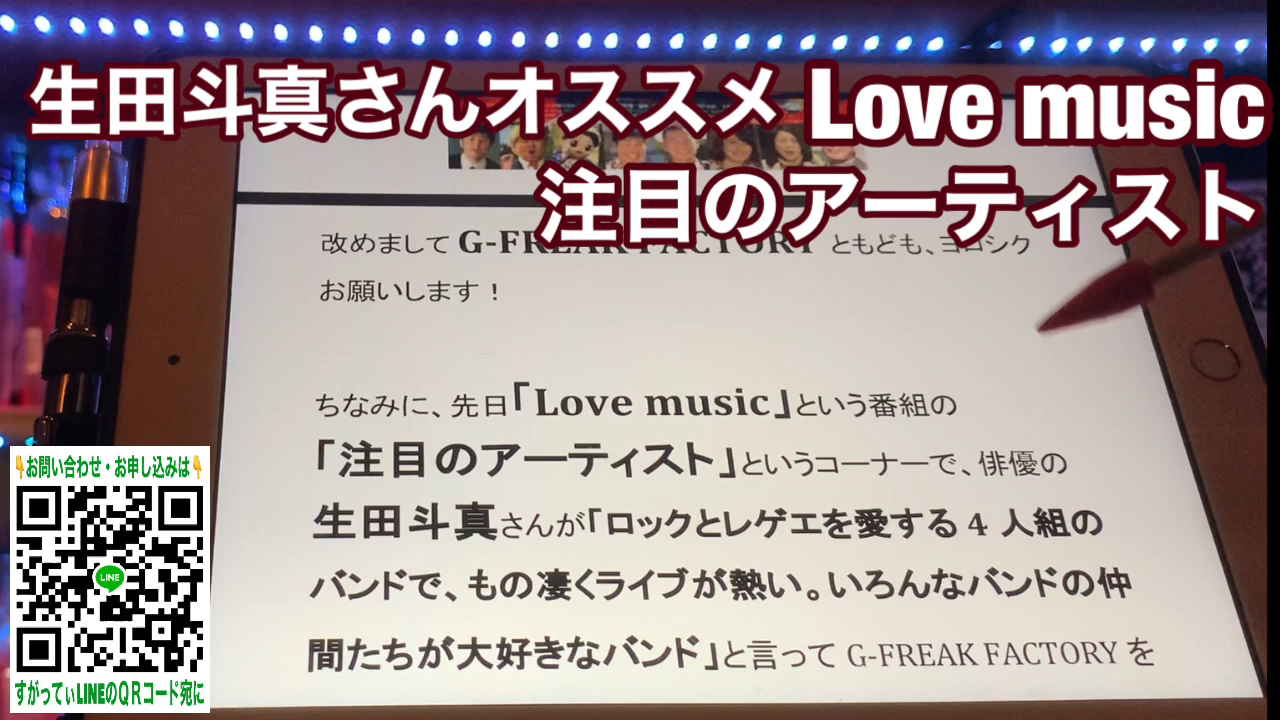 生田斗真さんオススメ Love music
注目のアーティスト
改めまして G-FREAK FACTORY ともども、ヨロシク
お願いします！
ちなみに、先日「Love music」という番組の
「注目のアーティスト」というコーナーで、俳優の
生田斗真さんが「ロックとレゲエを愛する 4 人組の
バンドで、もの凄くライブが熱い。いろんなバンドの仲
間たちが大好きなバンド」と言って G-FREAK FACTORY を
👇お問い合わせ・お申し込みは👇
LINE
すがってぃLINEのQRコード宛に